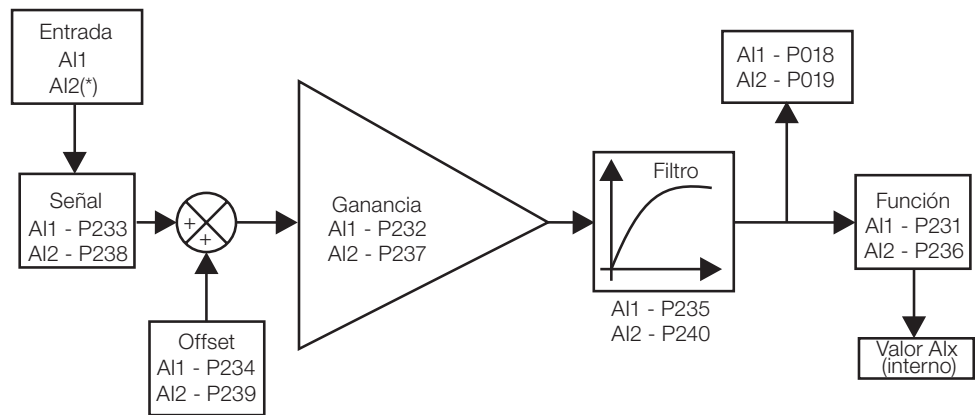 Entrada
AI1
AI2(*)
Señal
AI1 - P233
AI2 - P238
+
+
Offset
AI1 - P234
AI2 - P239
Ganancia
AI1 - P232
AI2 - P237
Filtro
AI1 - P235
AI2 - P240
AI1 - P018
AI2 - P019
Función
AI1 - P231
AI2 - P236
Valor AIx
(interno)